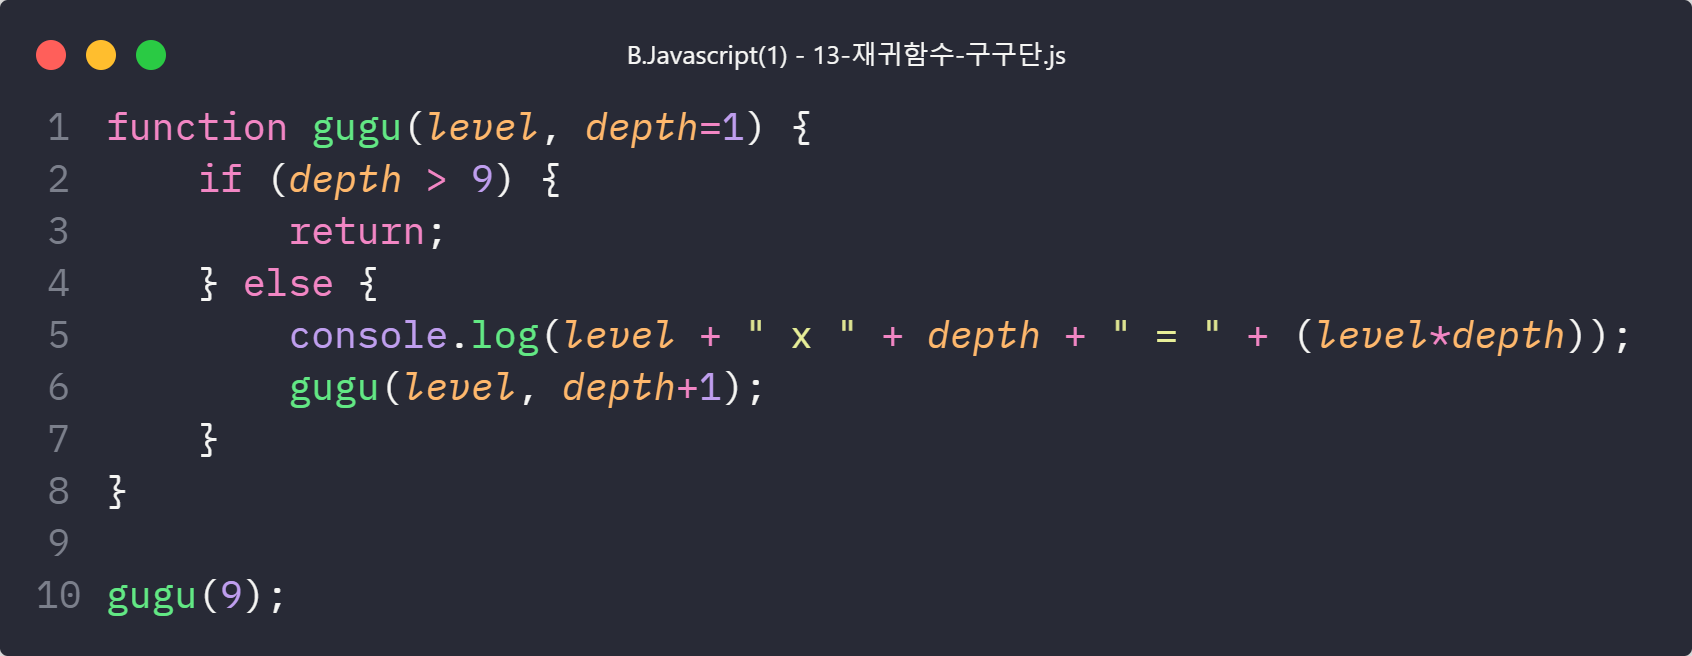 B.Javascript(1) - 13-재귀함수-구구단.js
1 function gugu(level, depth=1) {
2     if (depth > 9) {
3         return;
4     } else {
5         console.log(level + " x " + depth + " = " + (level*depth));
6         gugu(level, depth+1);
7     }
8 }
9
10 gugu(9);